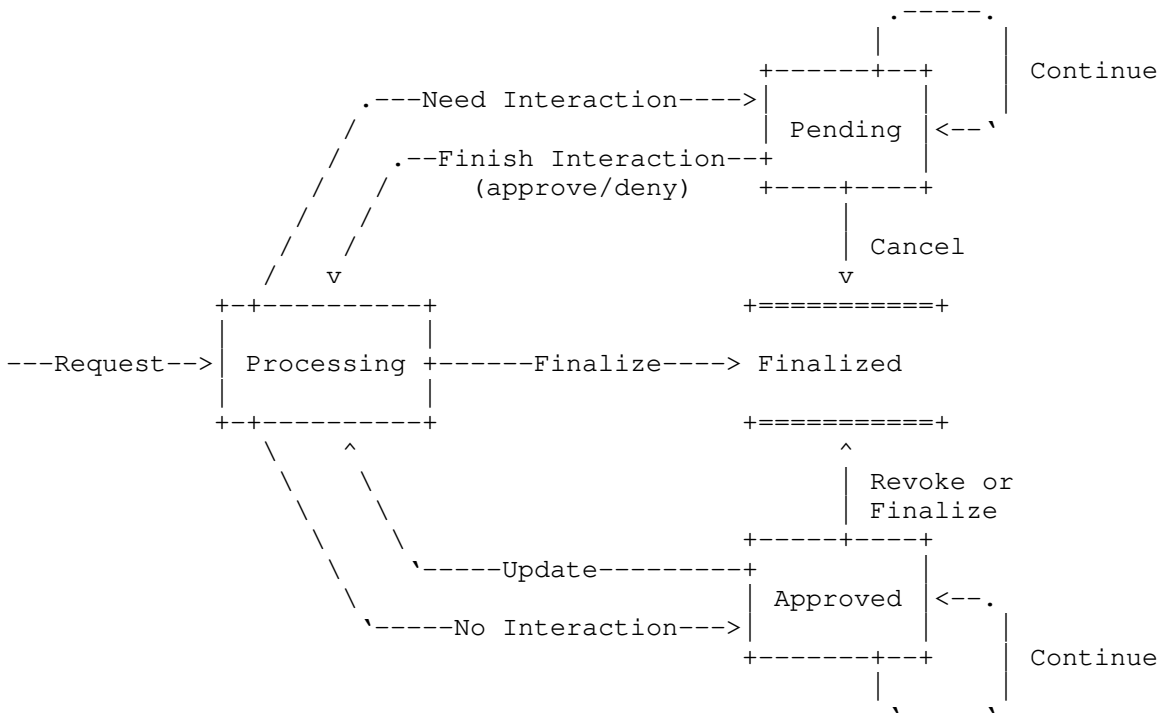 Continue
Need Interaction
Pending
Finish Interaction
(approve/deny)
Cancel
Request
Processing
Finalize
Finalized
Revoke or
Finalize
Update
Approved
No Interaction
Continue